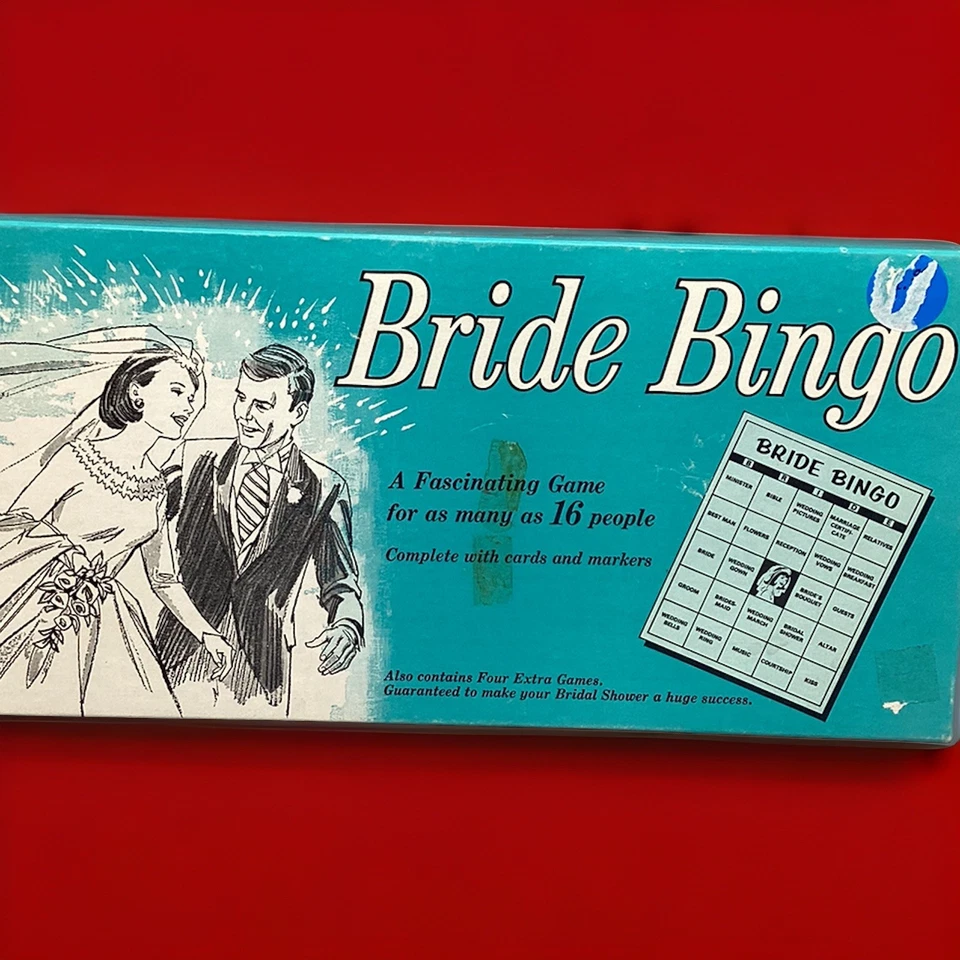 Bride Bingo
A Fascinating Game
for as many as 16 people
Complete with cards and markers
Also contains Four Extra Games.
Guaranteed to make your Bridal Shower a huge success.
BRIDE BINGO
B R I D E
MINISTER BIBLE WEDDING PICTURES MARRIAGE CERTIFI- CATE RELATIVES
BEST MAN FLOWERS RECEPTION WEDDING VOWS WEDDING BREAKFAST
BRIDE WEDDING GOWN BRIDE'S BOUQUET GUESTS
GROOM BRIDES- MAID WEDDING MARCH BRIDAL SHOWER ALTAR
WEDDING BELLS WEDDING RING MUSIC COURTSHIP KISS